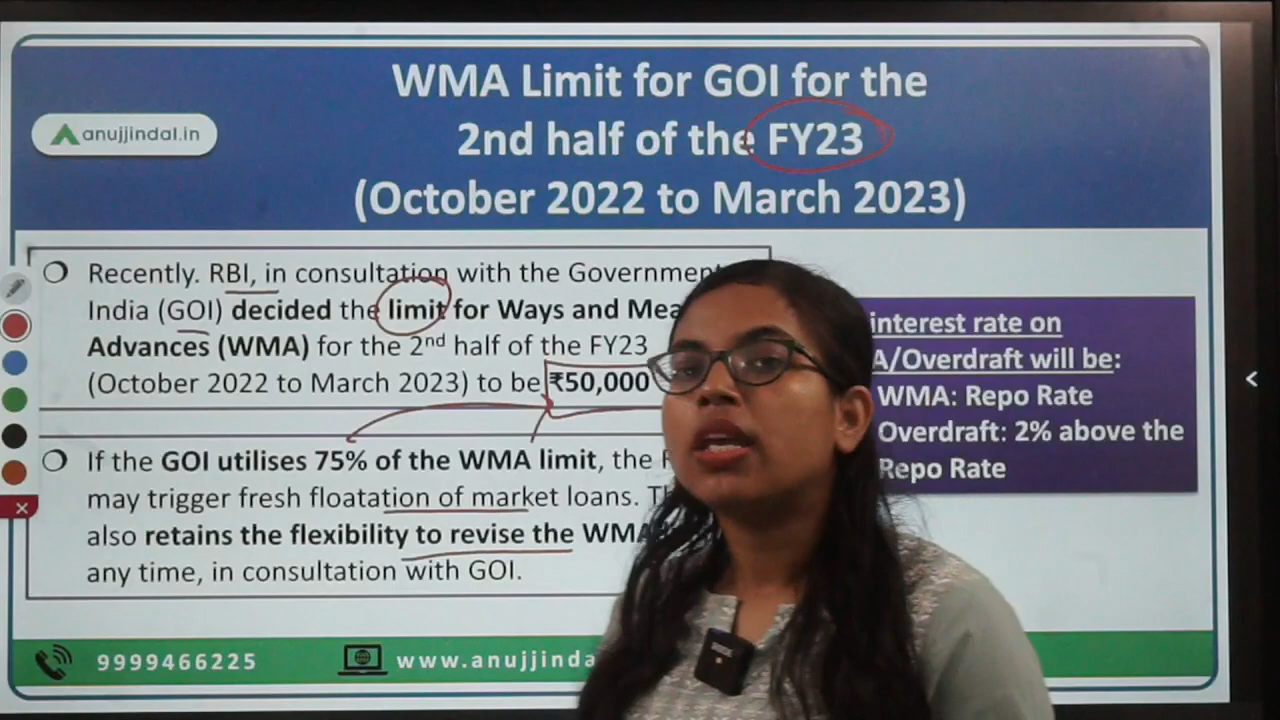 WMA Limit for GOI for the
2nd half of the FY23
(October 2022 to March 2023)
anujjindal.in
Recently. RBI, in consultation with the Government
India (GOI) decided the limit for Ways and
Advances (WMA) for the 2nd half of the FY23
(October 2022 to March 2023) to be ₹50,000
If the GOI utilises 75% of the WMA limit, the
may trigger fresh floatation of market loans.
also retains the flexibility to revise the WMA
any time, in consultation with GOI.
interest rate on
A/Overdraft will be:
WMA: Repo Rate
Overdraft: 2% above the
Repo Rate
9999466225
www.anujjinda